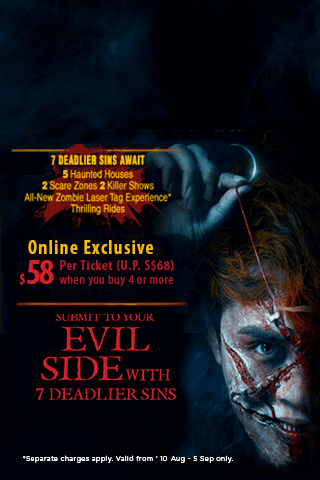 7 DEADLIER SINS AWAIT
5 Haunted Houses
2 Scare Zones 2 Killer Shows
All-New Zombie Laser Tag Experience*
Thrilling Rides
Online Exclusive
$58 Per Ticket (U.P. S$68)
when you buy 4 or more
SUBMIT TO YOUR
EVIL
SIDE WITH
7 DEADLIER SINS
*Separate charges apply. Valid from ' 10 Aug - 5 Sep only.